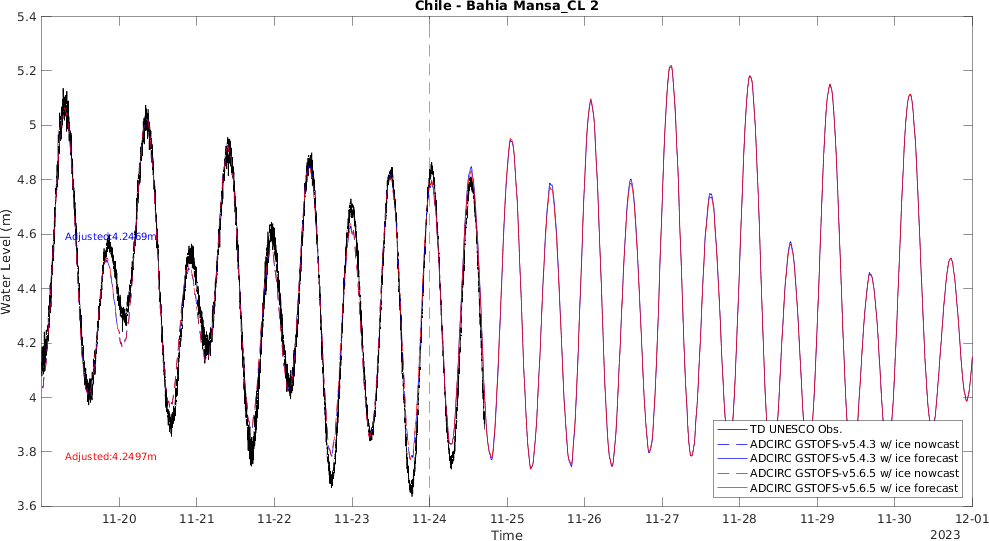 Chile - Bahia Mansa_CL 2
Water Level (m)
5.4
5.2
5
4.8
4.6
4.4
4.2
4
3.8
3.6
Adjusted:4.2469m
Adjusted:4.2497m
TD UNESCO Obs.
ADCIRC GSTOFS-v5.4.3 w/ ice nowcast
ADCIRC GSTOFS-v5.4.3 w/ ice forecast
ADCIRC GSTOFS-v5.6.5 w/ ice nowcast
ADCIRC GSTOFS-v5.6.5 w/ ice forecast
11-20 11-21 11-22 11-23 11-24 11-25 11-26 11-27 11-28 11-29 11-30 12-01
Time
2023